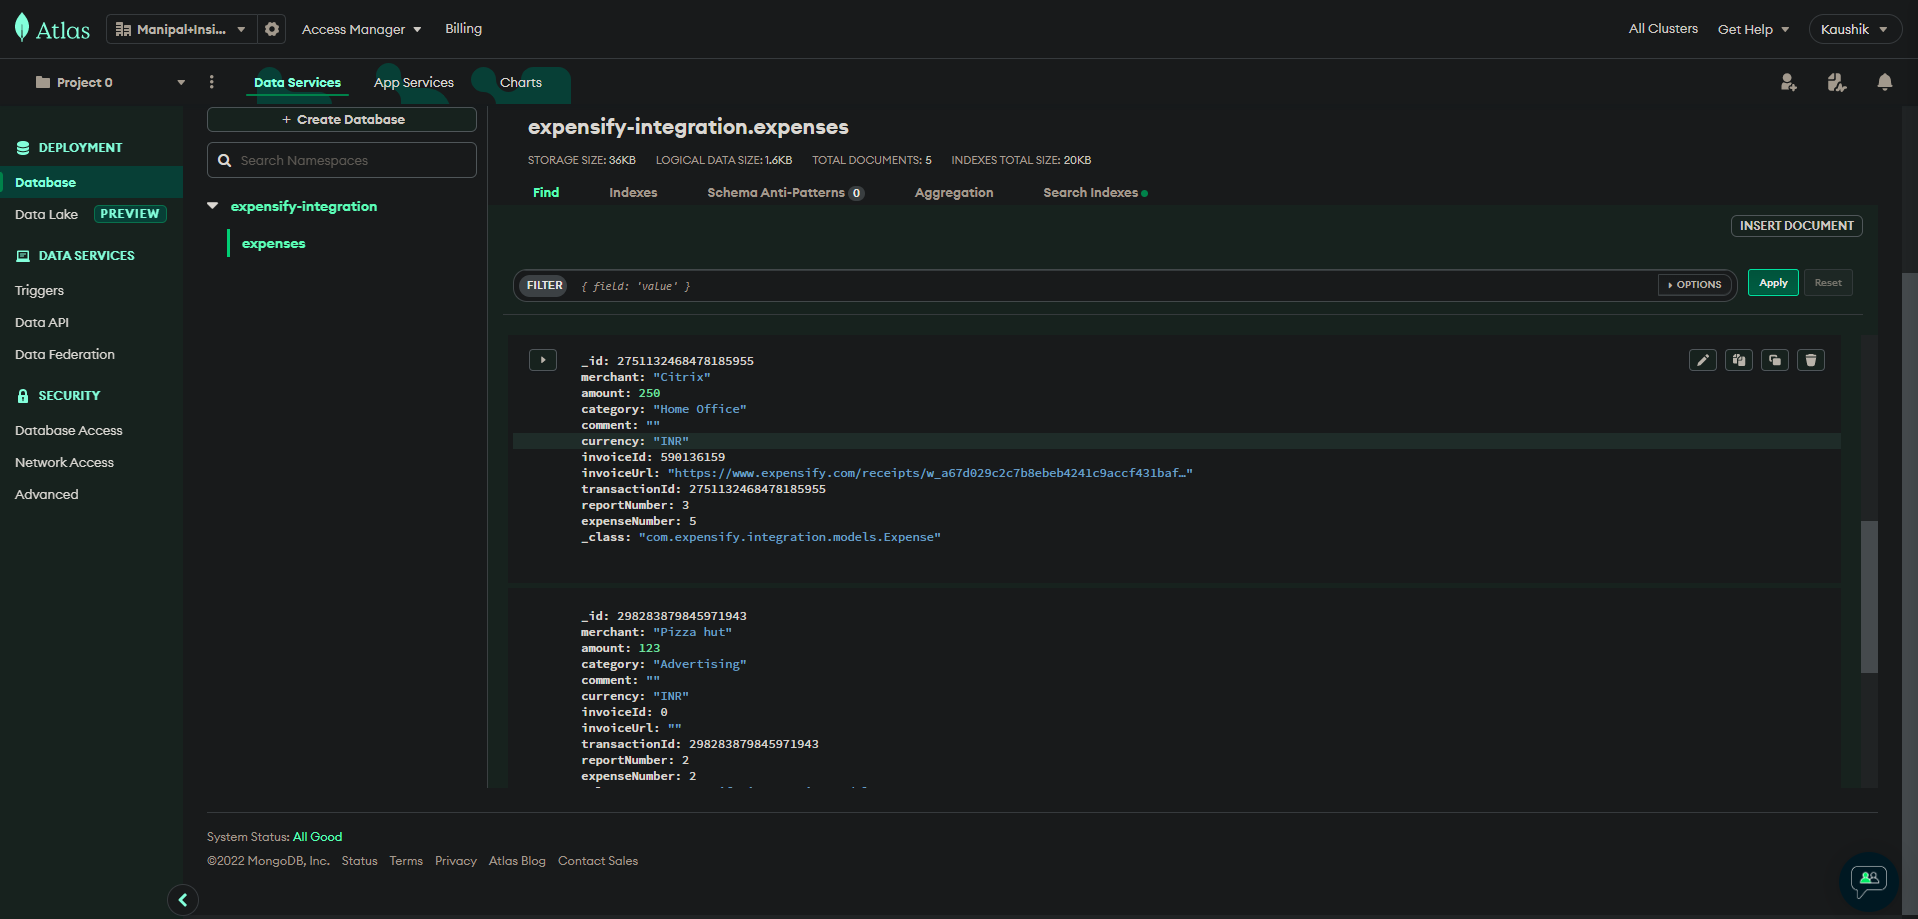 Atlas
Manipal+Insi...
Access Manager
Billing
All Clusters
Get Help
Kaushik
Project 0
Data Services
App Services
Charts
DEPLOYMENT
Database
Data Lake PREVIEW
DATA SERVICES
Triggers
Data API
Data Federation
SECURITY
Database Access
Network Access
Advanced
+ Create Database
Search Namespaces
expensify-integration
expenses
expensify-integration.expenses
STORAGE SIZE: 36KB LOGICAL DATA SIZE: 1.6KB TOTAL DOCUMENTS: 5 INDEXES TOTAL SIZE: 20KB
Find Indexes Schema Anti-Patterns 0 Aggregation Search Indexes
INSERT DOCUMENT
FILTER { field: 'value' } OPTIONS Apply Reset
_id: 2751132468478185955
merchant: "Citrix"
amount: 250
category: "Home Office"
comment: ""
currency: "INR"
invoiceId: 590136159
invoiceUrl: "https://www.expensify.com/receipts/w_a67d029c2c7b8ebeb4241c9accf431baf…"
transactionId: 2751132468478185955
reportNumber: 3
expenseNumber: 5
_class: "com.expensify.integration.models.Expense"
_id: 298283879845971943
merchant: "Pizza hut"
amount: 123
category: "Advertising"
comment: ""
currency: "INR"
invoiceId: 0
invoiceUrl: ""
transactionId: 298283879845971943
reportNumber: 2
expenseNumber: 2
System Status: All Good
©2022 MongoDB, Inc. Status Terms Privacy Atlas Blog Contact Sales